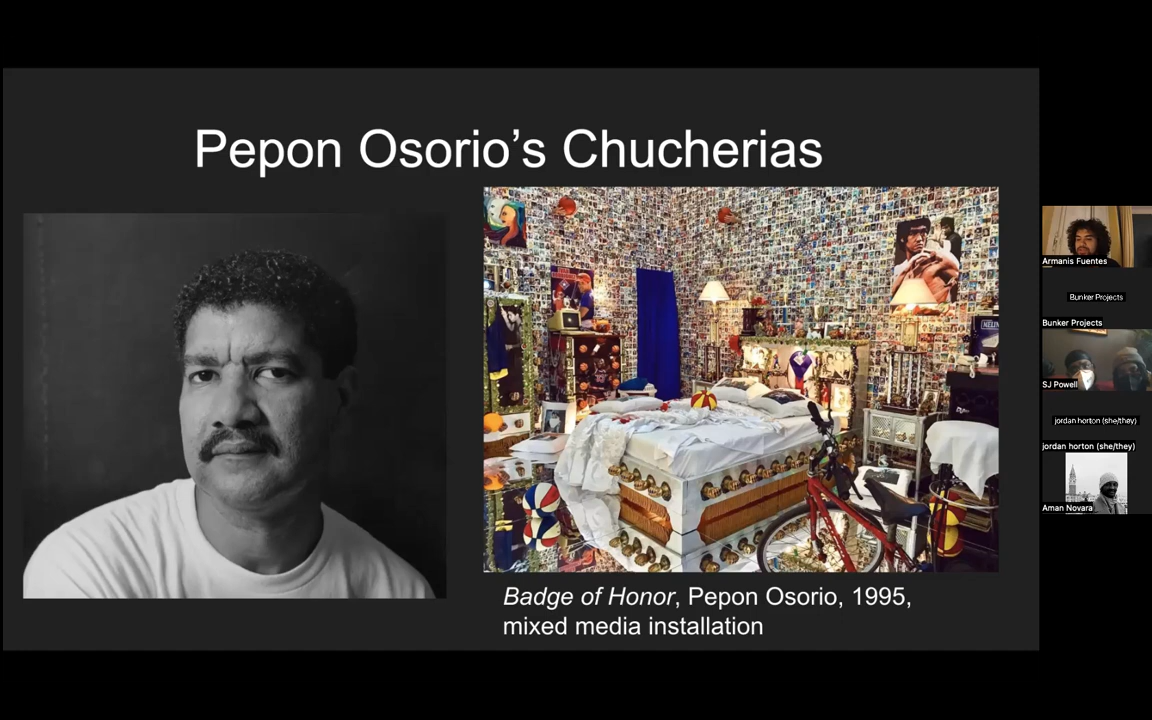 Pepon Osorio's Chucherias
Badge of Honor, Pepon Osorio, 1995,
mixed media installation
Armanis Fuentes
Bunker Projects
Bunker Projects
SJ Powell
jordan horton (she/they)
jordan horton (she/they)
Aman Novara